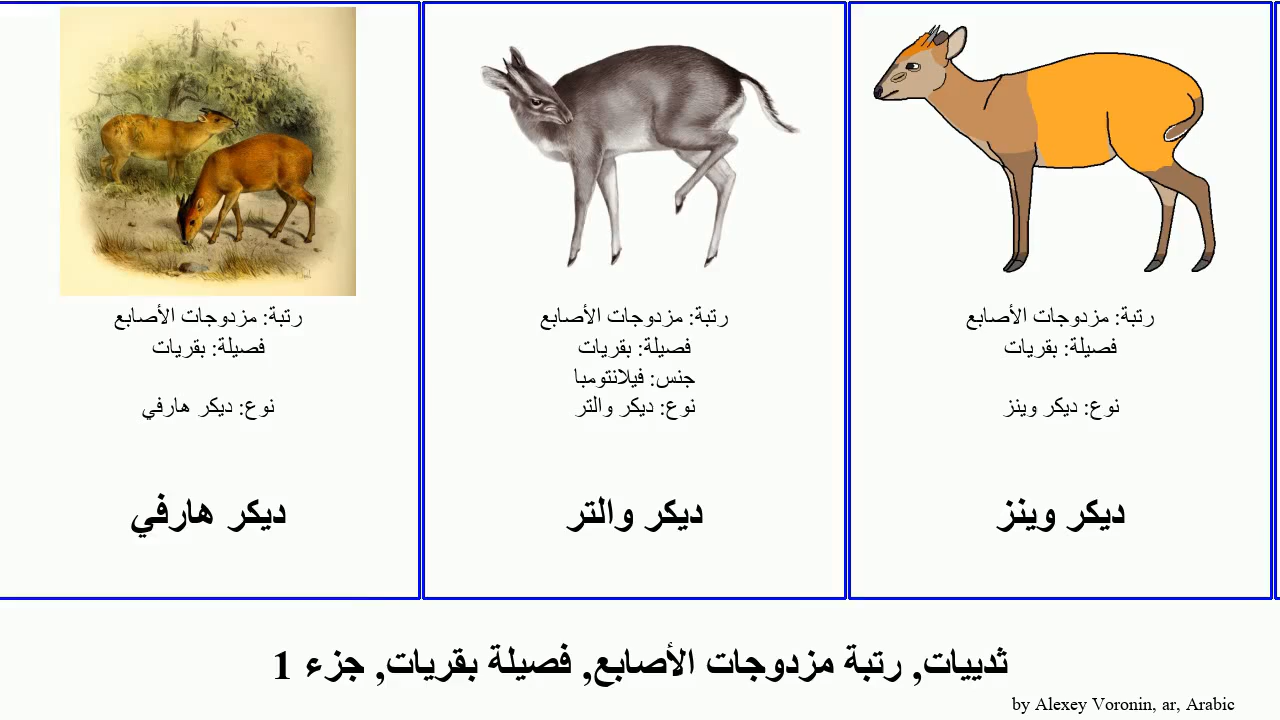 رتبة: مزدوجات الأصابع
فصيلة: بقريات
نوع: ديكر وينز
ديكر وينز
رتبة: مزدوجات الأصابع
فصيلة: بقريات
جنس: فيلانتومبا
نوع: ديكر والتر
ديكر والتر
رتبة: مزدوجات الأصابع
فصيلة: بقريات
نوع: ديكر هارفي
ديكر هارفي
ثدييات, رتبة مزدوجات الأصابع, فصيلة بقريات, جزء 1
by Alexey Voronin, ar, Arabic